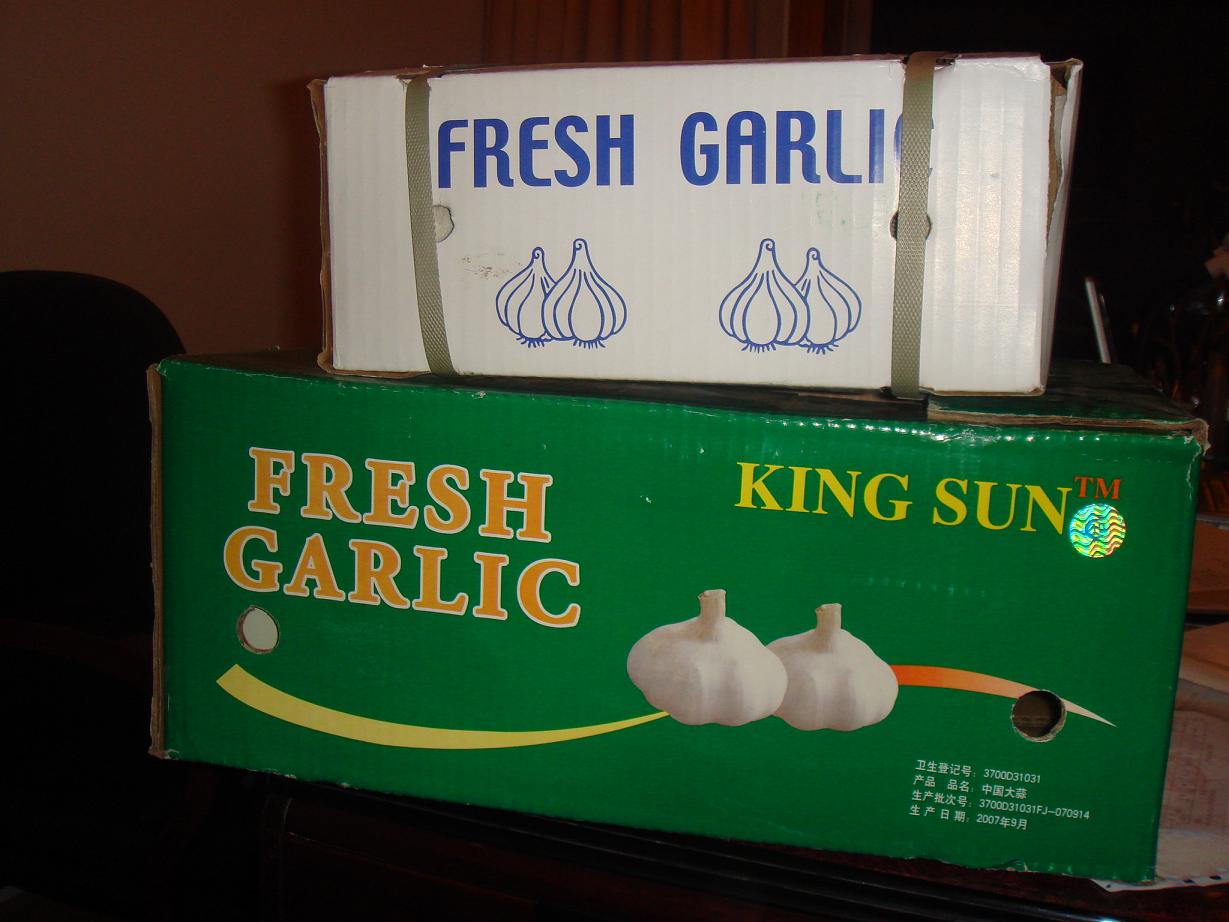 FRESH GARLIC
FRESH
GARLIC
KING SUN™
卫生登记号: 3700D31031
产品 品名: 中国大蒜
生产批次号: 3700D31031FJ-070914
生产日期: 2007年9月